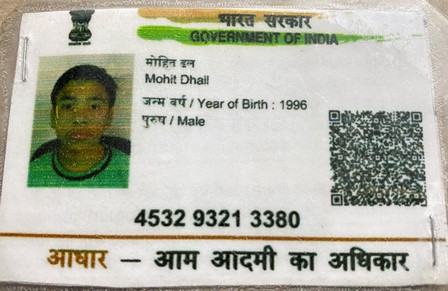 भारत सरकार
GOVERNMENT OF INDIA
मोहित ढल
Mohit Dhall
जन्म वर्ष / Year of Birth : 1996
पुरुष / Male
4532 9321 3380
आधार — आम आदमी का अधिकार